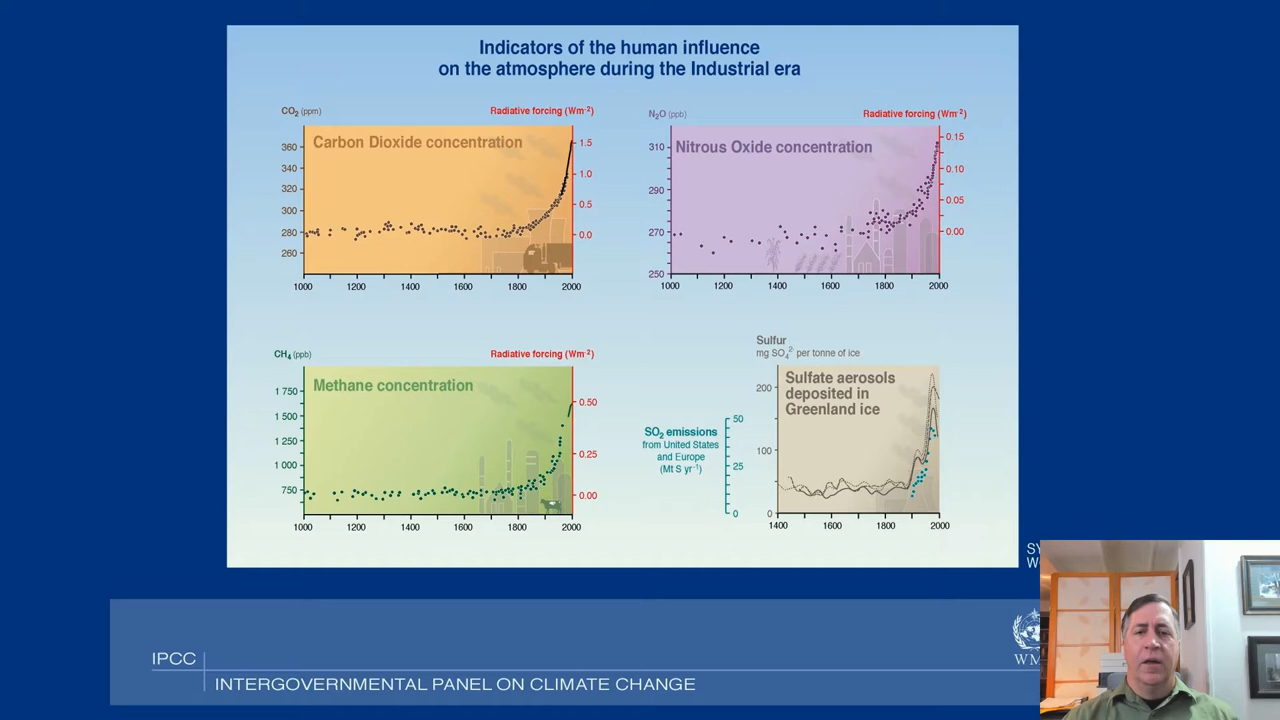 Indicators of the human influence
on the atmosphere during the Industrial era
CO2 (ppm)
Radiative forcing (Wm-2)
Carbon Dioxide concentration
360
340
320
300
280
260
1.5
1.0
0.5
0.0
1000 1200 1400 1600 1800 2000
N2O (ppb)
Radiative forcing (Wm-2)
Nitrous Oxide concentration
310
290
270
250
0.15
0.10
0.05
0.00
1000 1200 1400 1600 1800 2000
CH4 (ppb)
Radiative forcing (Wm-2)
Methane concentration
1 750
1 500
1 250
1 000
750
0.50
0.25
0.00
1000 1200 1400 1600 1800 2000
Sulfur
mg SO4 2- per tonne of ice
Sulfate aerosols
deposited in
Greenland ice
200
100
0
SO2 emissions
from United States
and Europe
(Mt S yr-1)
50
25
0
1400 1600 1800 2000
SY
W
IPCC
WM
INTERGOVERNMENTAL PANEL ON CLIMATE CHANGE